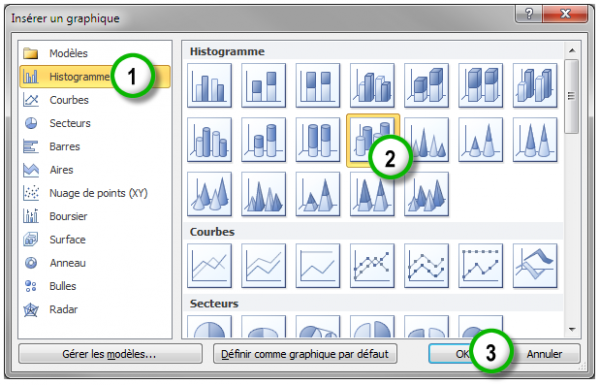 Insérer un graphique
Modèles
Histogramme
1
Courbes
Secteurs
Barres
Aires
Nuage de points (XY)
Boursier
Surface
Anneau
Bulles
Radar
Histogramme
2
Courbes
Secteurs
Gérer les modèles...
Définir comme graphique par défaut
OK
3
Annuler